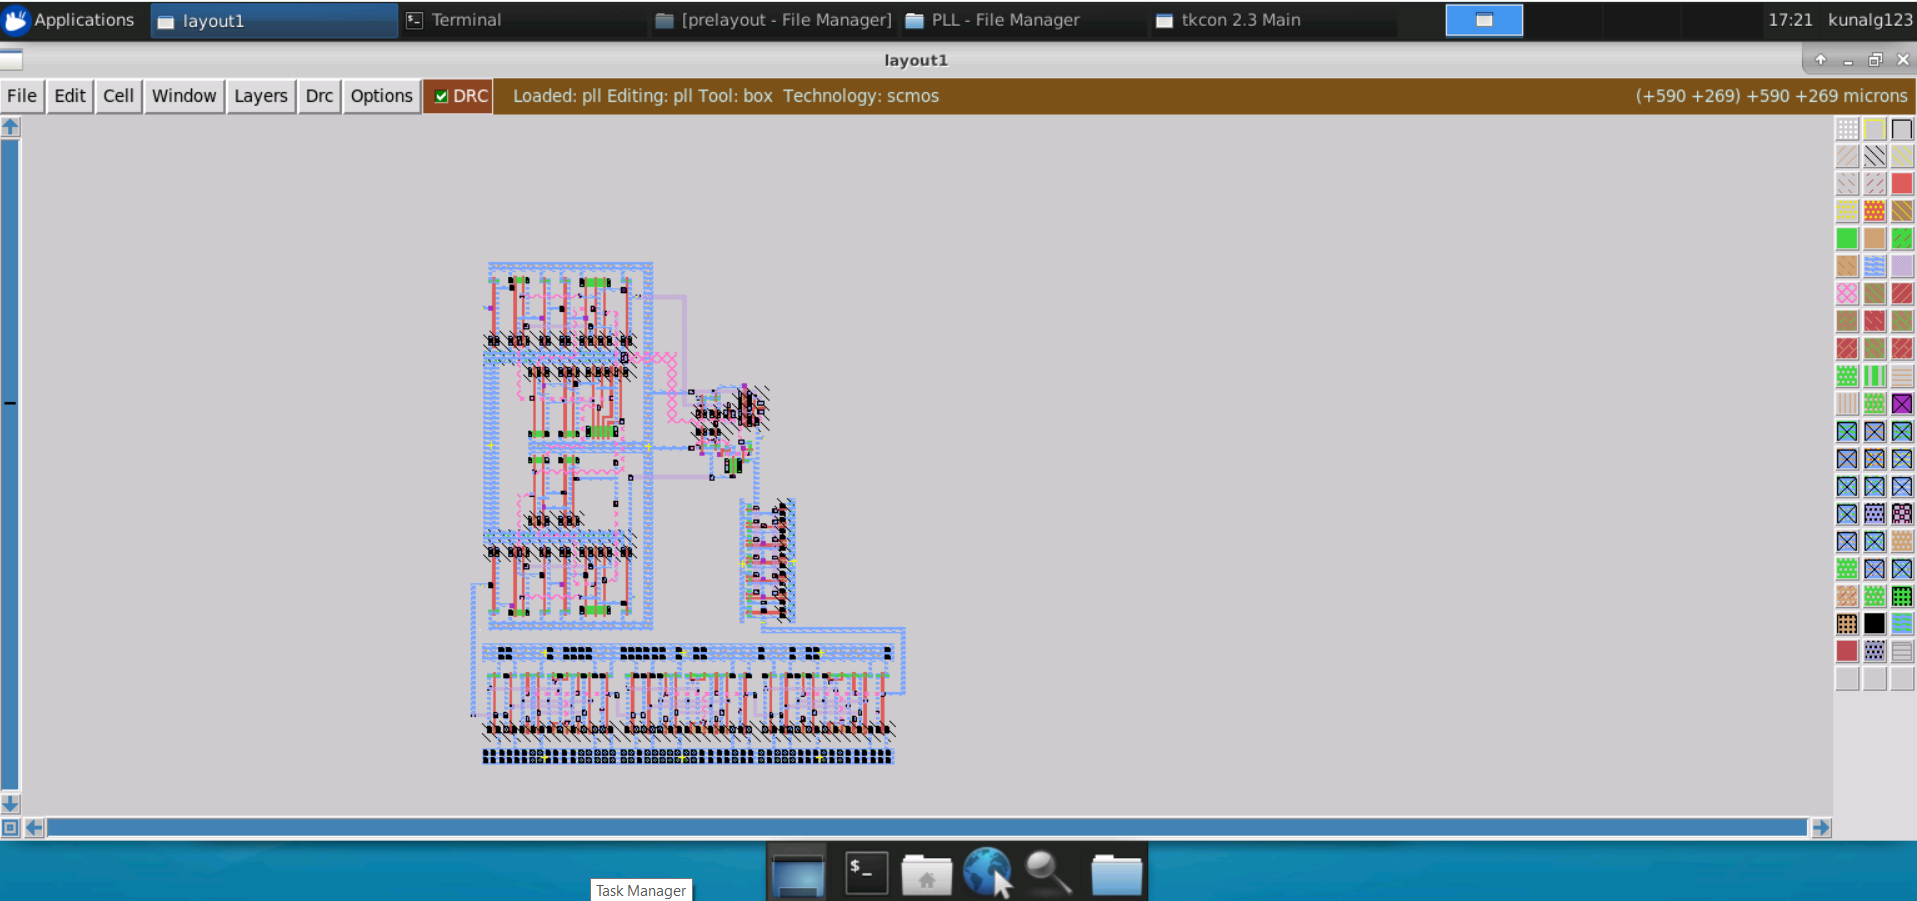 Applications layout1 Terminal [prelayout - File Manager] PLL - File Manager tkcon 2.3 Main 17:21 kunalg123
layout1
File Edit Cell Window Layers Drc Options DRC Loaded: pll Editing: pll Tool: box Technology: scmos (+590 +269) +590 +269 microns
$_
Task Manager